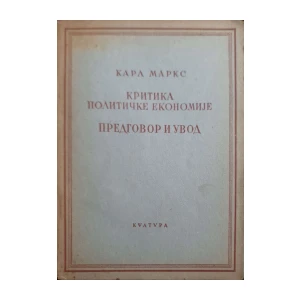 КАРЛ МАРКС
КРИТИКА
ПОЛИТИЧКЕ ЕКОНОМИЈЕ
ПРЕДГОВОР И УВОД
КУЛТУРА